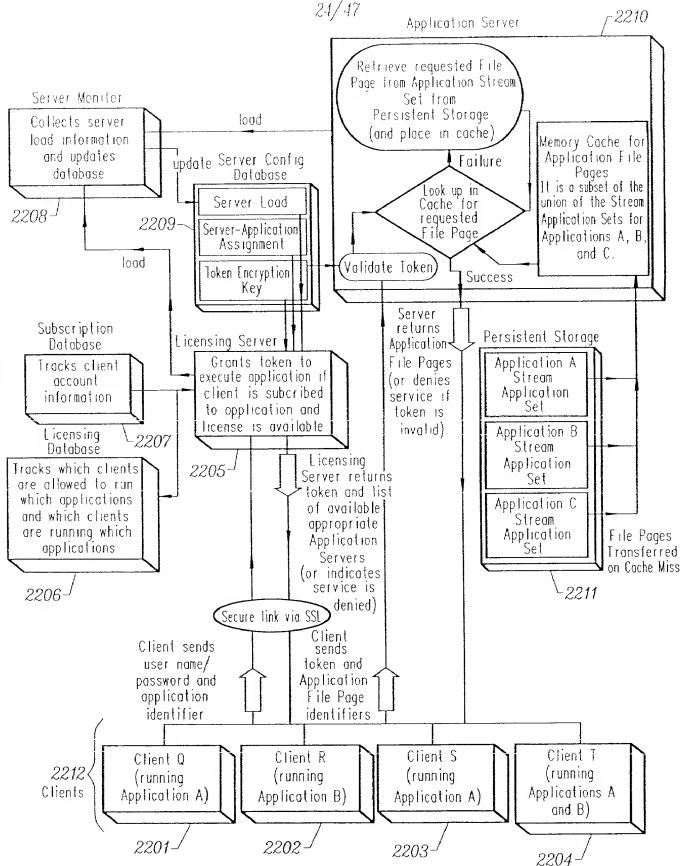 24/47
Application Server
2210
Retrieve requested File
Page from Application Stream
Set from
Persistent Storage
(and place in cache)
Failure
Look up in
Cache for
requested
File Page
Success
Validate Token
Memory Cache for
Application File
Pages
It is a subset of the
union of the Stream
Application Sets for
Applications A, B,
and C.
Server Monitor
Collects server
load information
and updates
database
2208
load
update
load
Server Config
Database
2209
Server Load
Server-Application
Assignment
Token Encryption
Key
Subscription
Database
Tracks client
account
information
2207
Licensing
Database
Tracks which clients
are allowed to run
which applications
and which clients
are running which
applications
2206
Licensing Server
Grants token to
execute application if
client is subcribed
to application and
license is available
2205
Server
returns
Application
File Pages
(or denies
service if
token is
invalid)
Persistent Storage
Application A
Stream
Application
Set
Application B
Stream
Application
Set
Application C
Stream
Application
Set
2211
File Pages
Transferred
on Cache Miss
Licensing
Server returns
token and list
of available
appropriate
Application
Servers
(or indicates
service is
denied)
Secure link via SSL
Client sends
user name/
password and
application
identifier
Client
sends
token and
Application
File Page
identifiers
2212
Clients
Client Q
(running
Application A)
2201
Client R
(running
Application B)
2202
Client S
(running
Application A)
2203
Client T
(running
Applications A
and B)
2204